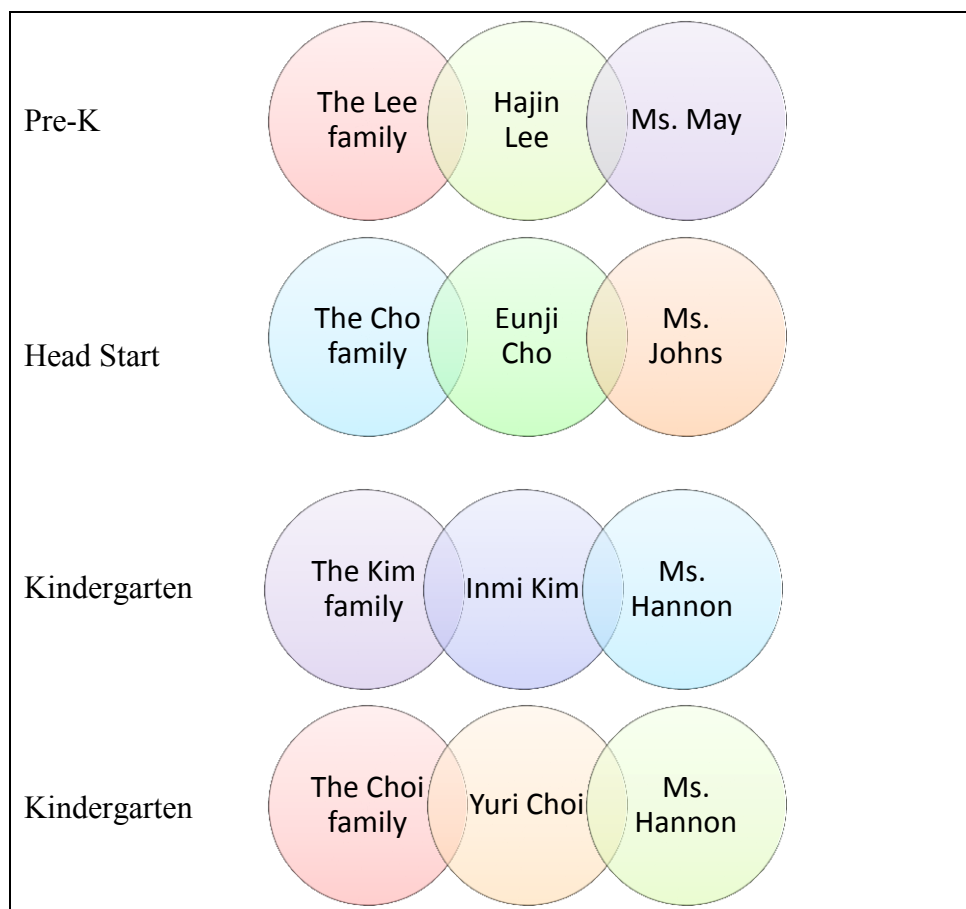 Pre-K
The Lee
family
Hajin
Lee
Ms. May
Head Start
The Cho
family
Eunji
Cho
Ms.
Johns
Kindergarten
The Kim
family
Inmi Kim
Ms.
Hannon
Kindergarten
The Choi
family
Yuri Choi
Ms.
Hannon